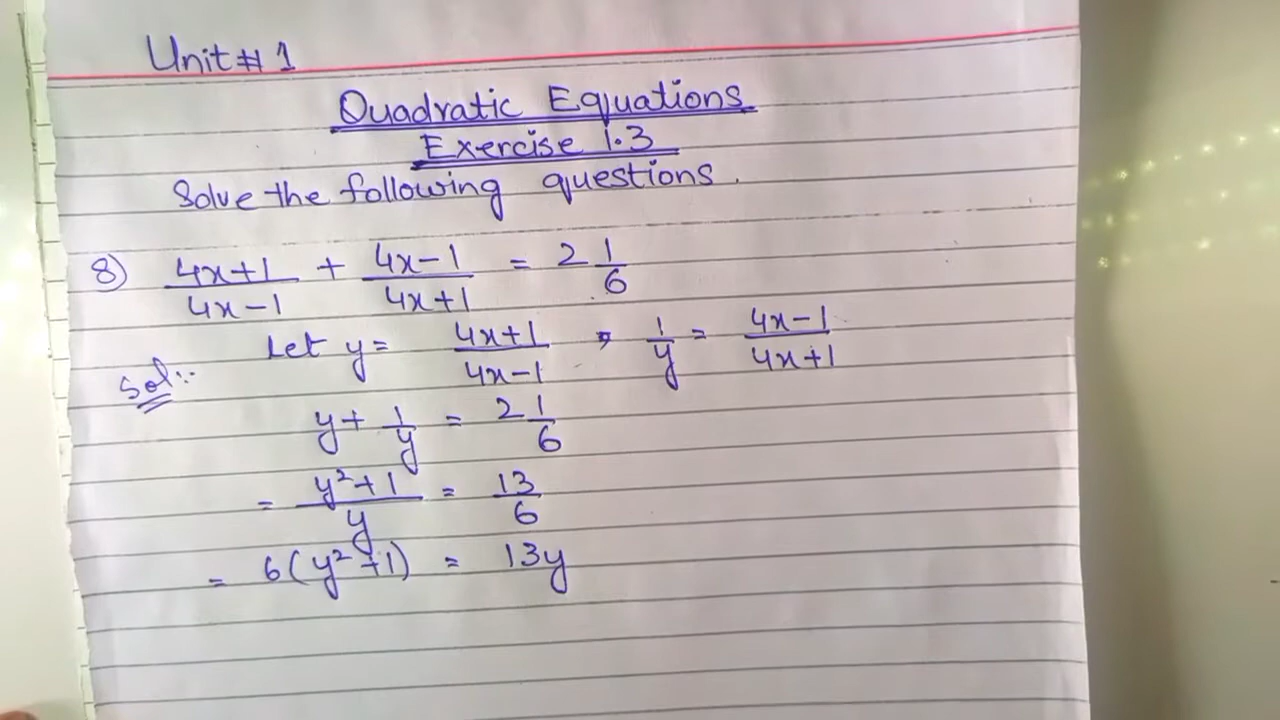 Unit # 1
Quadratic Equations
Exercise 1.3
Solve the following questions.
8) (4x+1)/(4x-1) + (4x-1)/(4x+1) = 2 1/6
Sol:- Let y = (4x+1)/(4x-1) , 1/y = (4x-1)/(4x+1)
y + 1/y = 2 1/6
= (y²+1)/y = 13/6
= 6(y²+1) = 13y